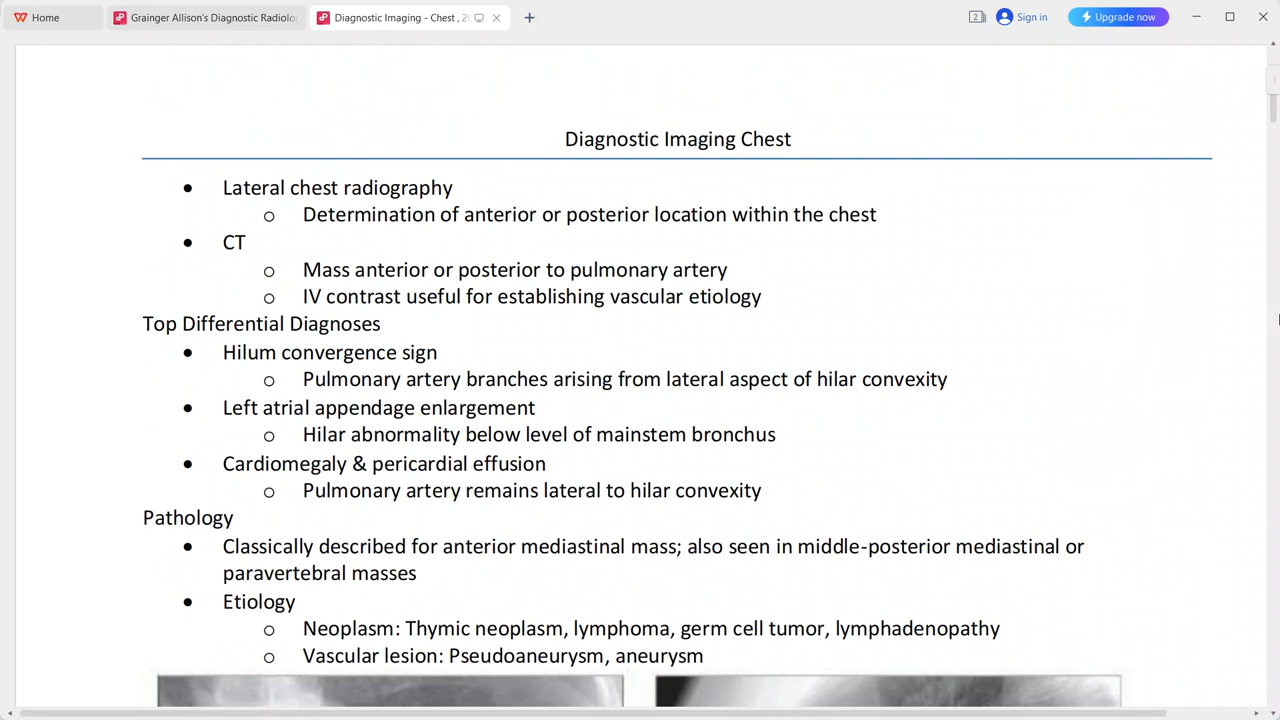 Home
Grainger Allison's Diagnostic
Diagnostic Imaging - Chest ,
2
Sign in
Upgrade now
Diagnostic Imaging Chest
• Lateral chest radiography
o Determination of anterior or posterior location within the chest
• CT
o Mass anterior or posterior to pulmonary artery
o IV contrast useful for establishing vascular etiology
Top Differential Diagnoses
• Hilum convergence sign
o Pulmonary artery branches arising from lateral aspect of hilar convexity
• Left atrial appendage enlargement
o Hilar abnormality below level of mainstem bronchus
• Cardiomegaly & pericardial effusion
o Pulmonary artery remains lateral to hilar convexity
Pathology
• Classically described for anterior mediastinal mass; also seen in middle-posterior mediastinal or
paravertebral masses
• Etiology
o Neoplasm: Thymic neoplasm, lymphoma, germ cell tumor, lymphadenopathy
o Vascular lesion: Pseudoaneurysm, aneurysm